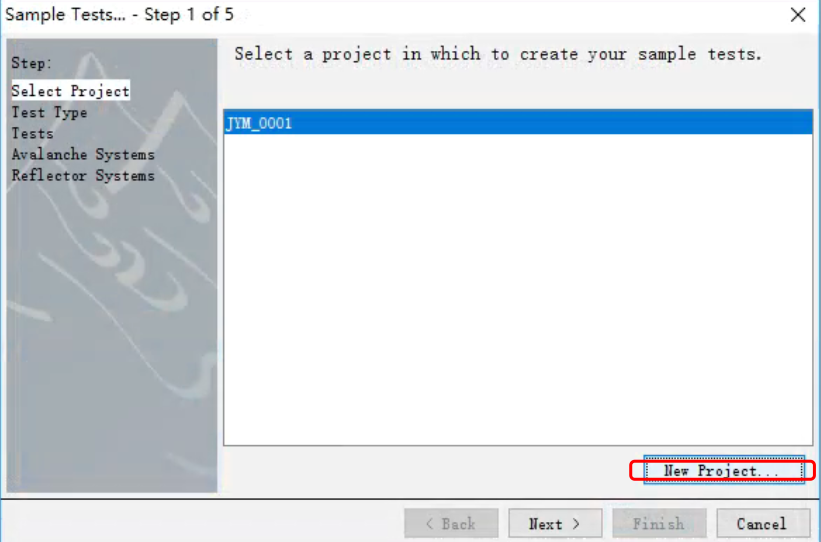 Sample Tests... - Step 1 of 5
Step:
Select Project
Test Type
Tests
Avalanche Systems
Reflector Systems
Select a project in which to create your sample tests.
JYM_0001
New Project...
< Back
Next >
Finish
Cancel